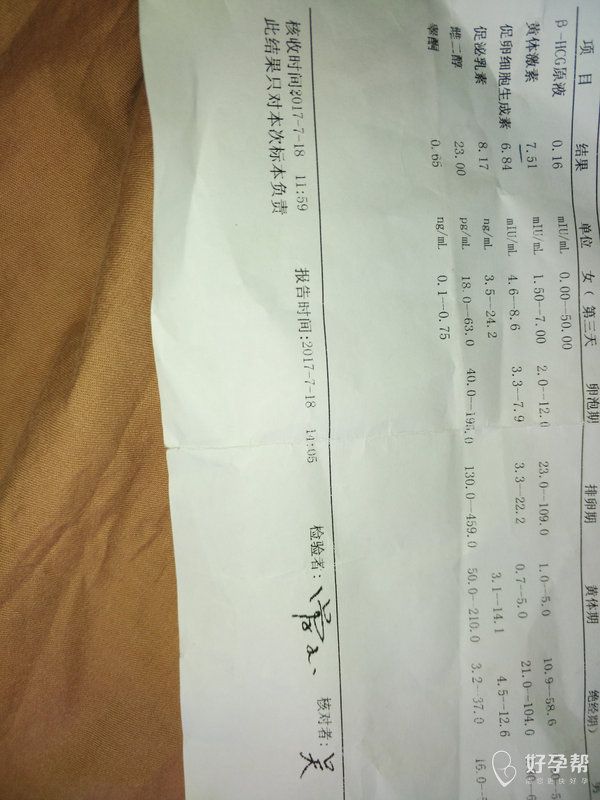 项 目 结果 单位 女( 第三天 卵泡期 排卵期 黄体期 绝经期) 男
β-HCG原液 0.16 mIU/mL 0.00--50.00
黄体激素 7.51 mIU/mL 1.50--7.00 2.0--12.0 23.0--109.0 1.0--5.0 10.9--58.6
促卵细胞生成素 6.84 mIU/mL 4.6--8.6 3.3--7.9 3.3--22.2 0.7--5.0 21.0--104.0
促泌乳素 8.17 ng/mL 3.5--24.2 3.1--14.1 4.5--12.6
雌二醇 23.00 pg/mL 18.0--63.0 40.0--195.0 130.0--459.0 50.0--210.0 3.2--37.0
睾酮 0.65 ng/mL 0.1--0.75
核收时间:2017-7-18 11:59 报告时间:2017-7-18 14:05 检验者: 核对者:吴
此结果只对本次标本负责
好孕帮